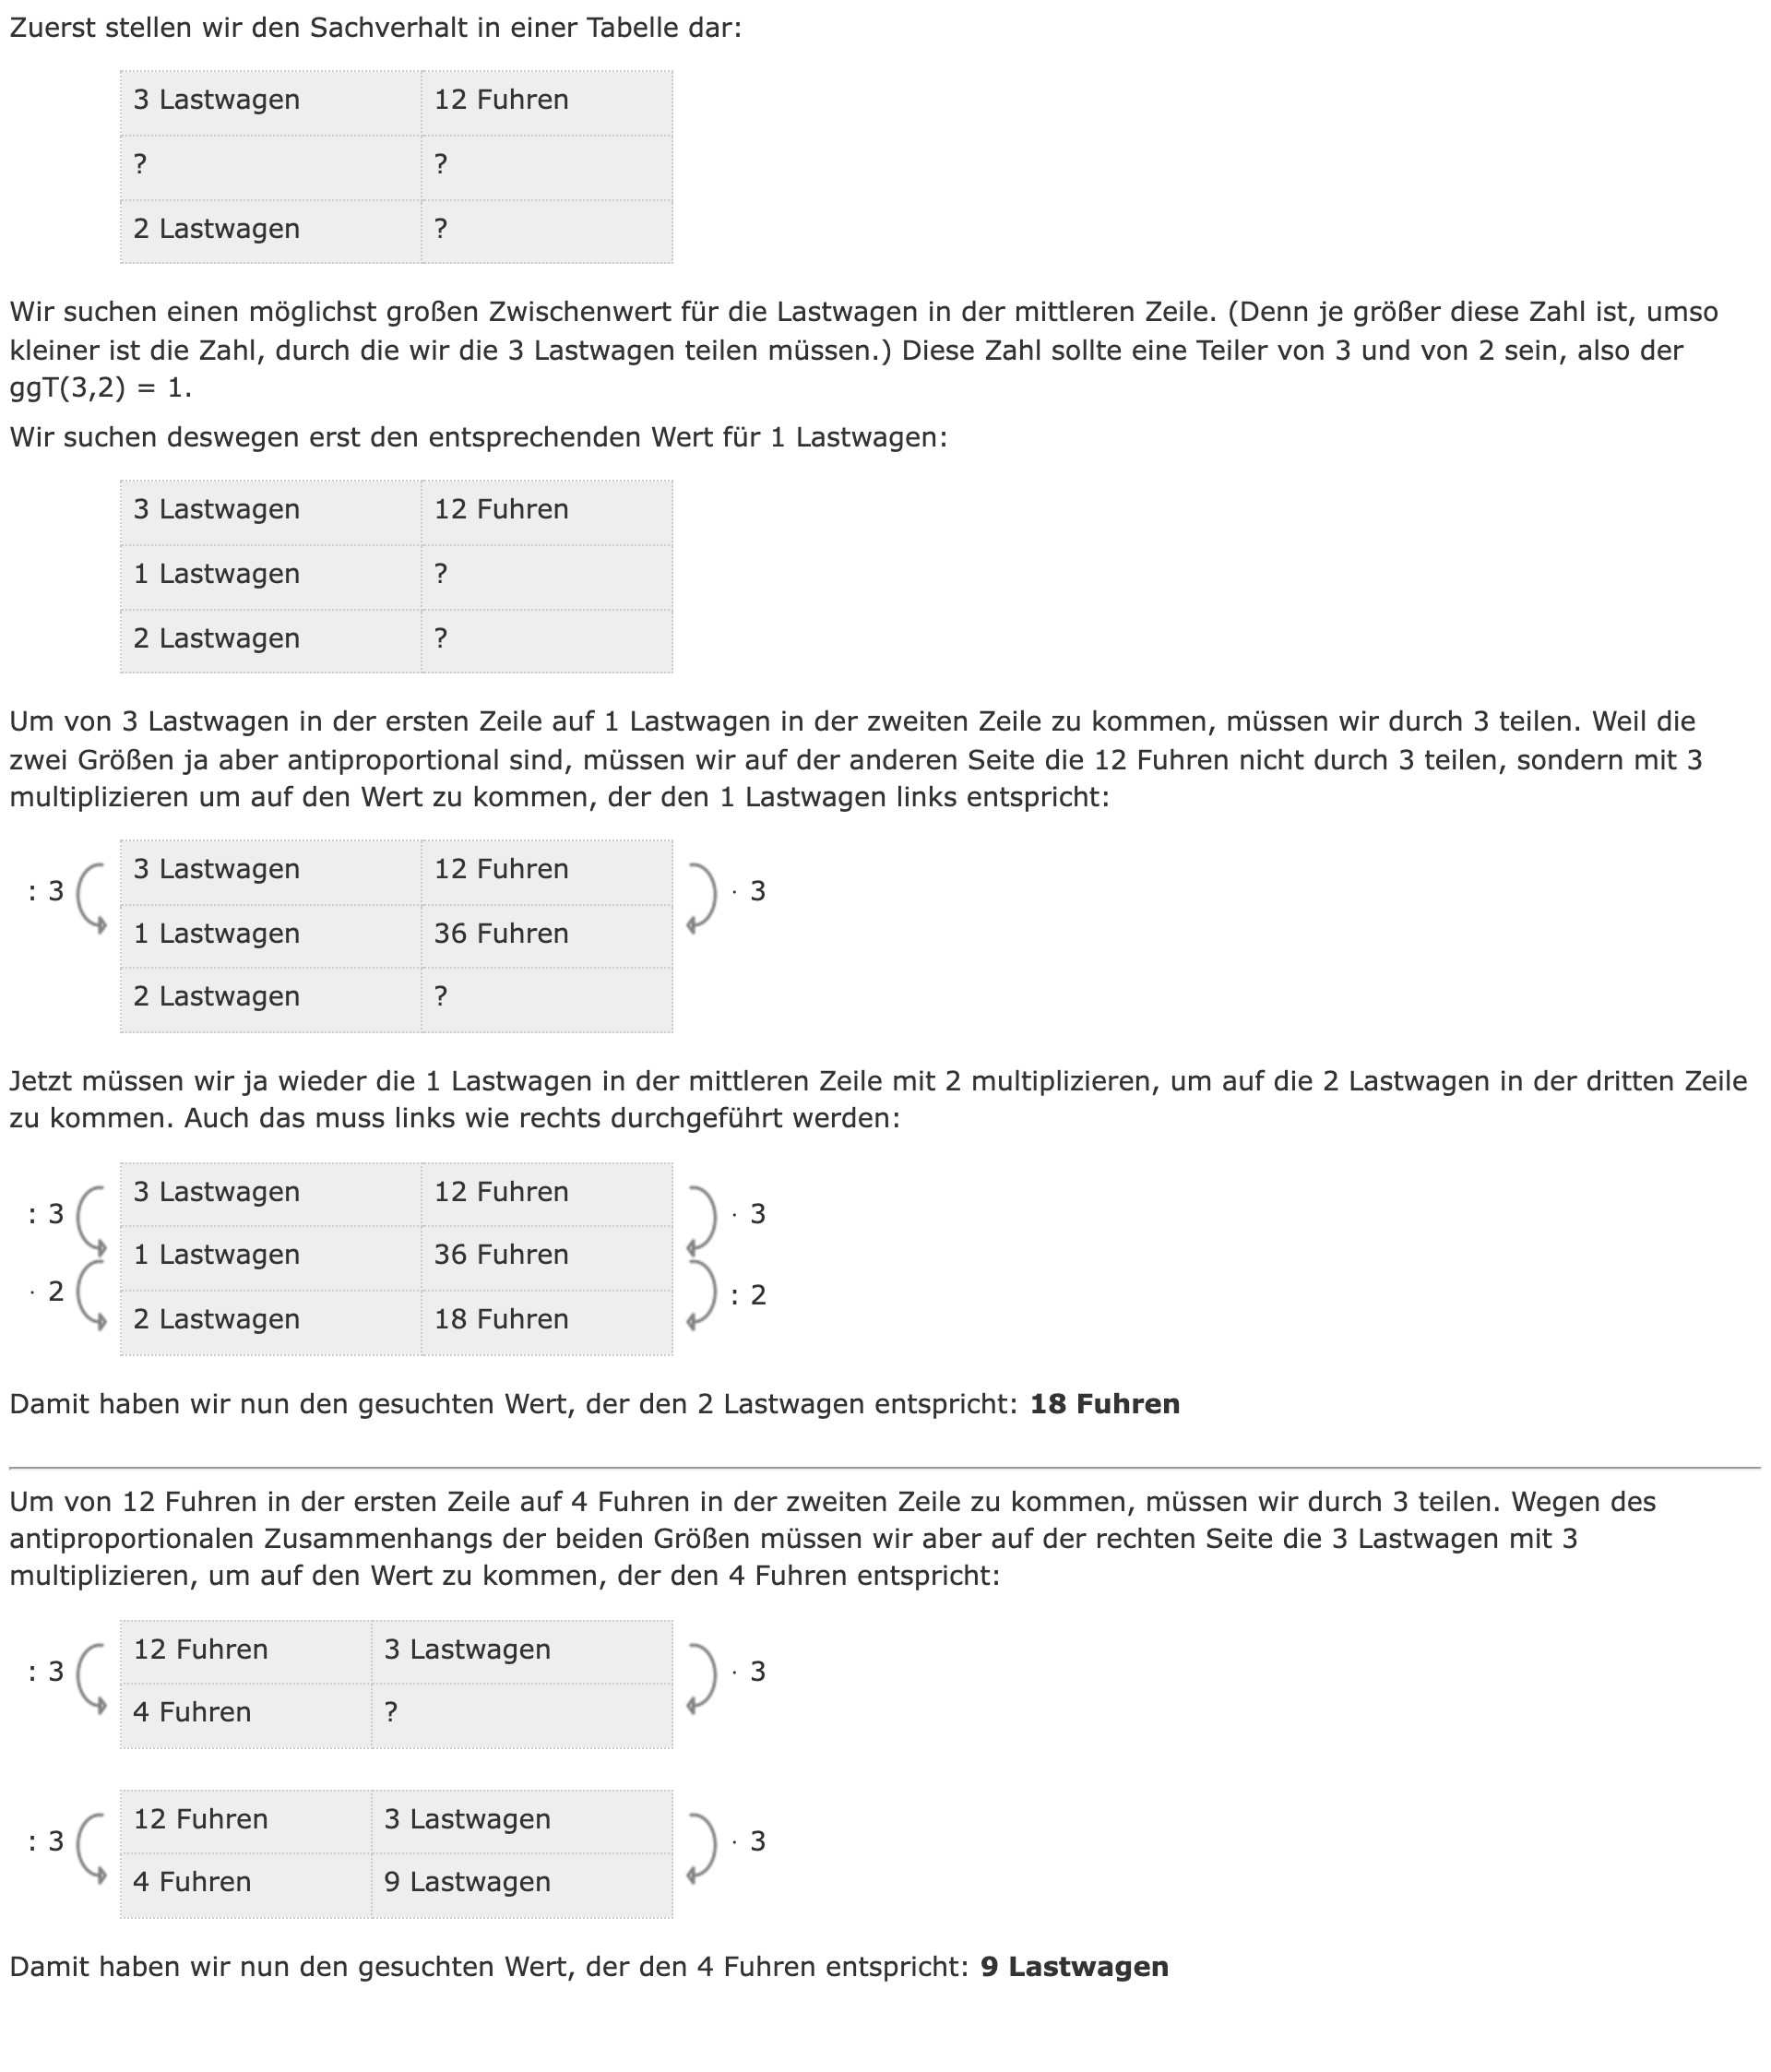 Zuerst stellen wir den Sachverhalt in einer Tabelle dar:
3 Lastwagen 12 Fuhren
? ?
2 Lastwagen ?
Wir suchen einen möglichst großen Zwischenwert für die Lastwagen in der mittleren Zeile. (Denn je größer diese Zahl ist, umso
kleiner ist die Zahl, durch die wir die 3 Lastwagen teilen müssen.) Diese Zahl sollte eine Teiler von 3 und von 2 sein, also der
ggT(3,2) = 1.
Wir suchen deswegen erst den entsprechenden Wert für 1 Lastwagen:
3 Lastwagen 12 Fuhren
1 Lastwagen ?
2 Lastwagen ?
Um von 3 Lastwagen in der ersten Zeile auf 1 Lastwagen in der zweiten Zeile zu kommen, müssen wir durch 3 teilen. Weil die
zwei Größen ja aber antiproportional sind, müssen wir auf der anderen Seite die 12 Fuhren nicht durch 3 teilen, sondern mit 3
multiplizieren um auf den Wert zu kommen, der den 1 Lastwagen links entspricht:
3 Lastwagen 12 Fuhren
: 3 · 3
1 Lastwagen 36 Fuhren
2 Lastwagen ?
Jetzt müssen wir ja wieder die 1 Lastwagen in der mittleren Zeile mit 2 multiplizieren, um auf die 2 Lastwagen in der dritten Zeile
zu kommen. Auch das muss links wie rechts durchgeführt werden:
3 Lastwagen 12 Fuhren
: 3 · 3
1 Lastwagen 36 Fuhren
· 2 : 2
2 Lastwagen 18 Fuhren
Damit haben wir nun den gesuchten Wert, der den 2 Lastwagen entspricht: 18 Fuhren
Um von 12 Fuhren in der ersten Zeile auf 4 Fuhren in der zweiten Zeile zu kommen, müssen wir durch 3 teilen. Wegen des
antiproportionalen Zusammenhangs der beiden Größen müssen wir aber auf der rechten Seite die 3 Lastwagen mit 3
multiplizieren, um auf den Wert zu kommen, der den 4 Fuhren entspricht:
12 Fuhren 3 Lastwagen
: 3 · 3
4 Fuhren ?
12 Fuhren 3 Lastwagen
: 3 · 3
4 Fuhren 9 Lastwagen
Damit haben wir nun den gesuchten Wert, der den 4 Fuhren entspricht: 9 Lastwagen